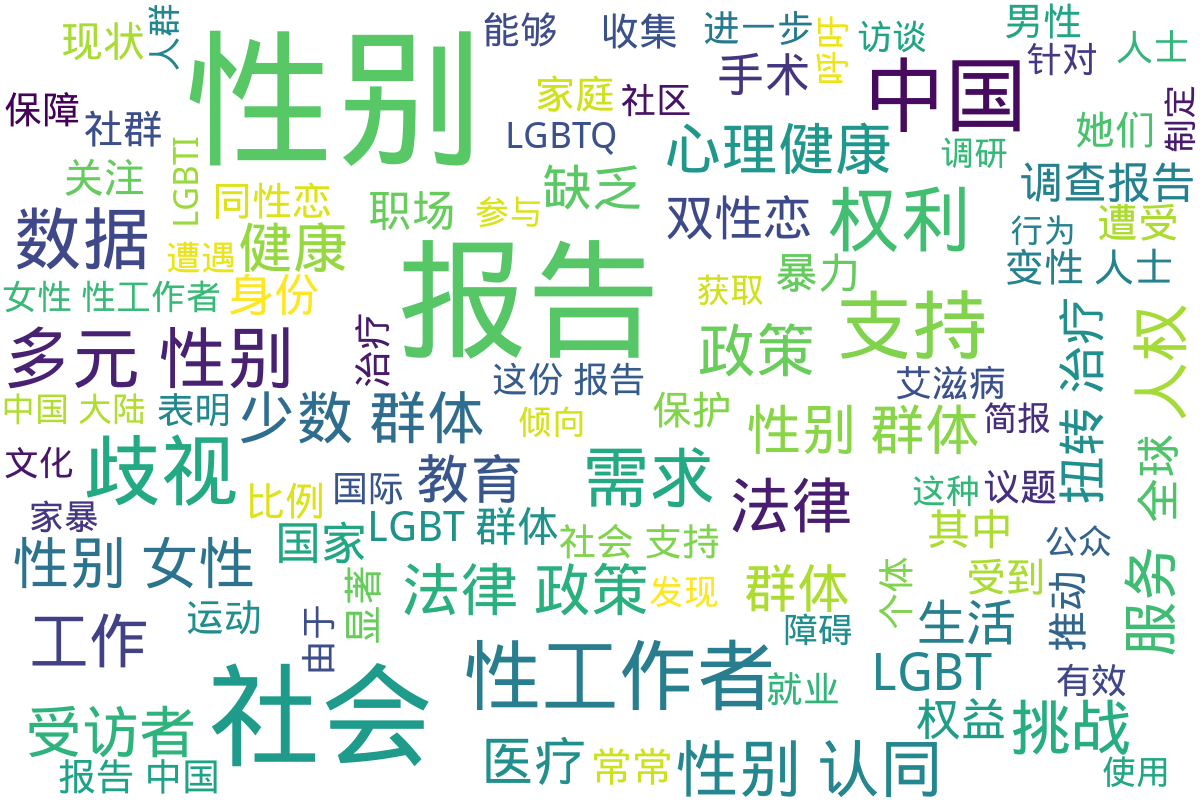 现状
人群
性别
能够
收集
进一步
呼吁
访谈
男性
人士
针对
手术
中国
家庭
社区
保障
社群
LGBTQ
制定
她们
心理健康
调研
关注
LGBTI
同性恋
职场
缺乏
调查报告
数据
遭遇
健康
参与
双性恋
权利
行为
遭受
报告
暴力
变性 人士
女性 性工作者
身份
获取
支持
多元 性别
治疗
政策
扭转 治疗
人权
这份 报告
艾滋病
中国 大陆
表明
少数 群体
倾向
保护
性别 群体
简报
歧视
文化
教育
需求
全球
比例
国际
法律
这种
议题
家暴
LGBT 群体
国家
社会 支持
其中
公众
性别 女性
显著
法律 政策
发现
群体
个体
受到
推动
服务
运动
由于
工作
障碍
生活
性工作者
社会
LGBT
就业
有效
受访者
权益
挑战
医疗
常常
性别 认同
报告 中国
使用